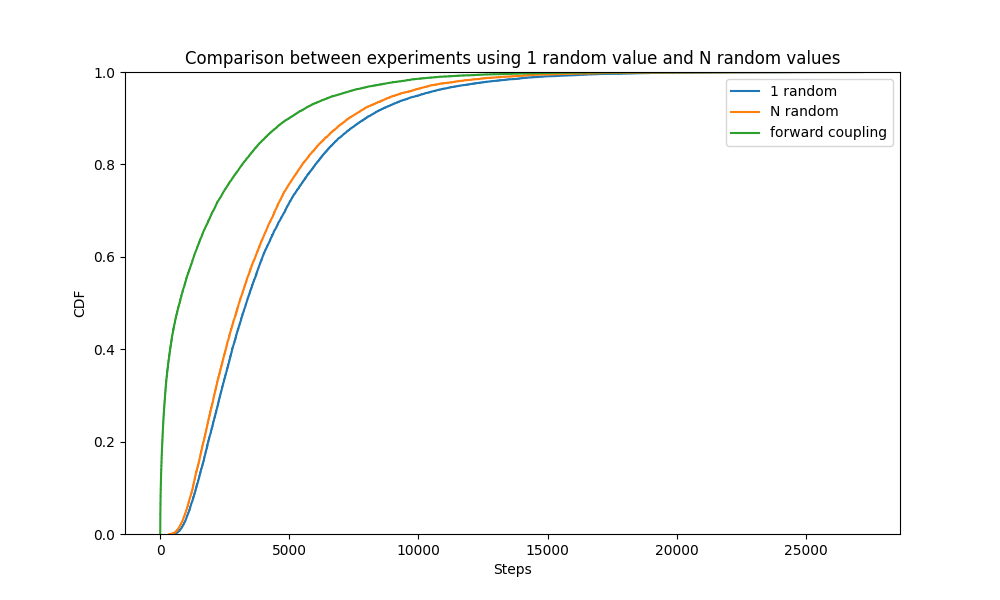 Comparison between experiments using 1 random value and N random values
1.0
0.8
0.6
0.4
0.2
0.0
CDF
1 random
N random
forward coupling
0
5000
10000
15000
20000
25000
Steps